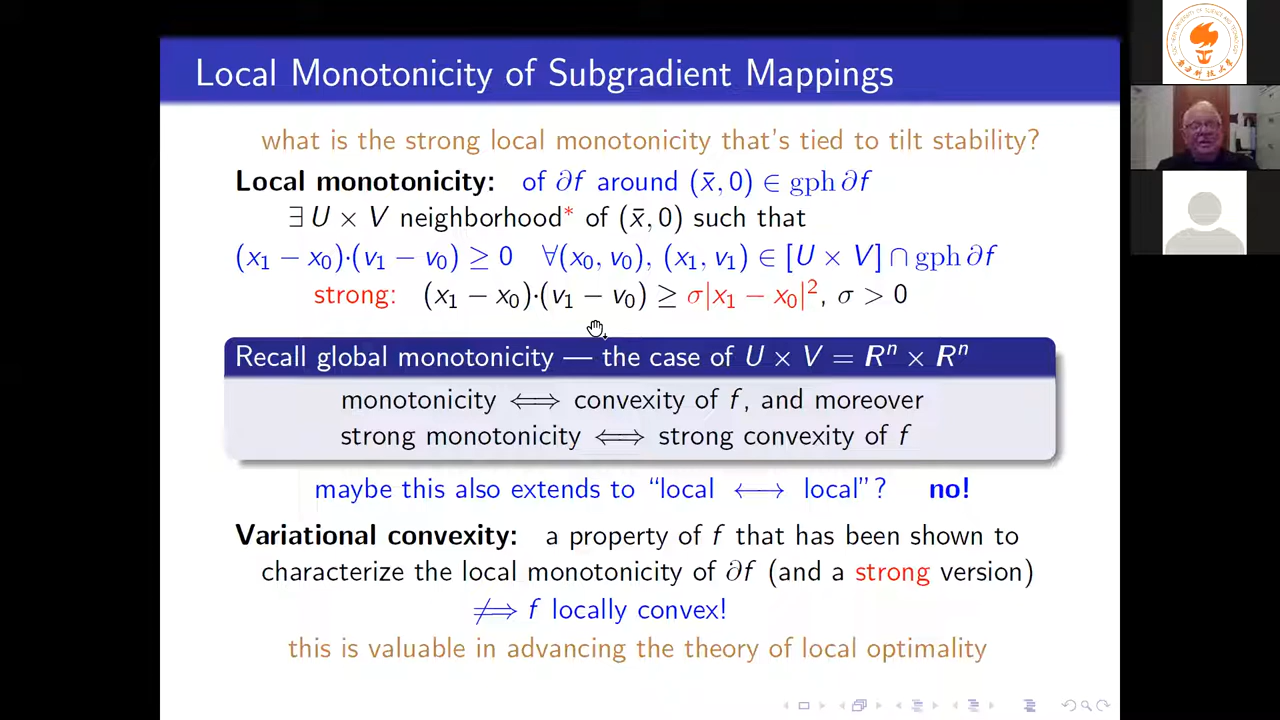 Local Monotonicity of Subgradient Mappings
what is the strong local monotonicity that's tied to tilt stability?
Local monotonicity: of ∂f around (x̄, 0) ∈ gph ∂f
∃ U × V neighborhood* of (x̄, 0) such that
(x₁ − x₀)·(v₁ − v₀) ≥ 0 ∀(x₀, v₀), (x₁, v₁) ∈ [U × V] ∩ gph ∂f
strong: (x₁ − x₀)·(v₁ − v₀) ≥ σ|x₁ − x₀|², σ > 0
Recall global monotonicity — the case of U × V = Rⁿ × Rⁿ
monotonicity ⟺ convexity of f, and moreover
strong monotonicity ⟺ strong convexity of f
maybe this also extends to “local ⟷ local”? no!
Variational convexity: a property of f that has been shown to
characterize the local monotonicity of ∂f (and a strong version)
⇏ f locally convex!
this is valuable in advancing the theory of local optimality